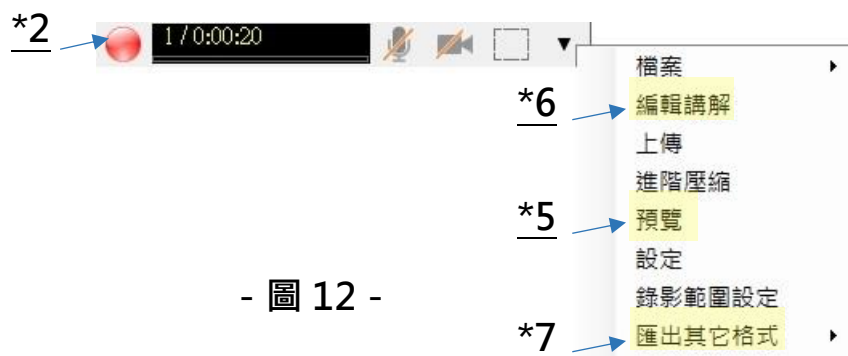 *2
1 / 0:00:20
檔案
*6
編輯講解
上傳
進階壓縮
*5
預覽
設定
- 圖 12 -
錄影範圍設定
*7
匯出其它格式